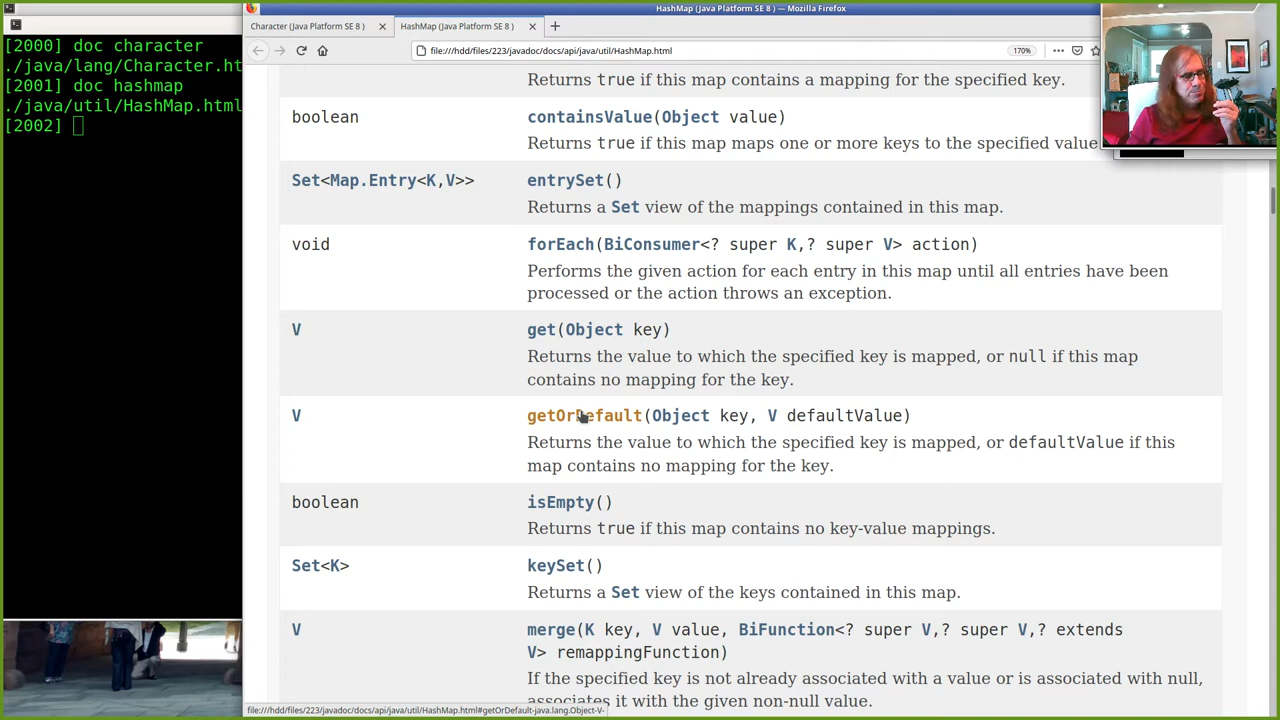 HashMap (Java Platform SE 8 ) — Mozilla Firefox
Character (Java Platform SE 8 )
HashMap (Java Platform SE 8 )
file:///hdd/files/223/javadoc/docs/api/java/util/HashMap.html
170%
[2000] doc character
./java/lang/Character.ht
[2001] doc hashmap
./java/util/HashMap.html
[2002]
Returns true if this map contains a mapping for the specified key.
boolean containsValue(Object value)
Returns true if this map maps one or more keys to the specified value
Set<Map.Entry<K,V>> entrySet()
Returns a Set view of the mappings contained in this map.
void forEach(BiConsumer<? super K,? super V> action)
Performs the given action for each entry in this map until all entries have been
processed or the action throws an exception.
V get(Object key)
Returns the value to which the specified key is mapped, or null if this map
contains no mapping for the key.
V getOrDefault(Object key, V defaultValue)
Returns the value to which the specified key is mapped, or defaultValue if this
map contains no mapping for the key.
boolean isEmpty()
Returns true if this map contains no key-value mappings.
Set<K> keySet()
Returns a Set view of the keys contained in this map.
V merge(K key, V value, BiFunction<? super V,? super V,? extends
V> remappingFunction)
If the specified key is not already associated with a value or is associated with null,
associates it with the given non-null value.
file:///hdd/files/223/javadoc/docs/api/java/util/HashMap.html#getOrDefault-java.lang.Object-V-